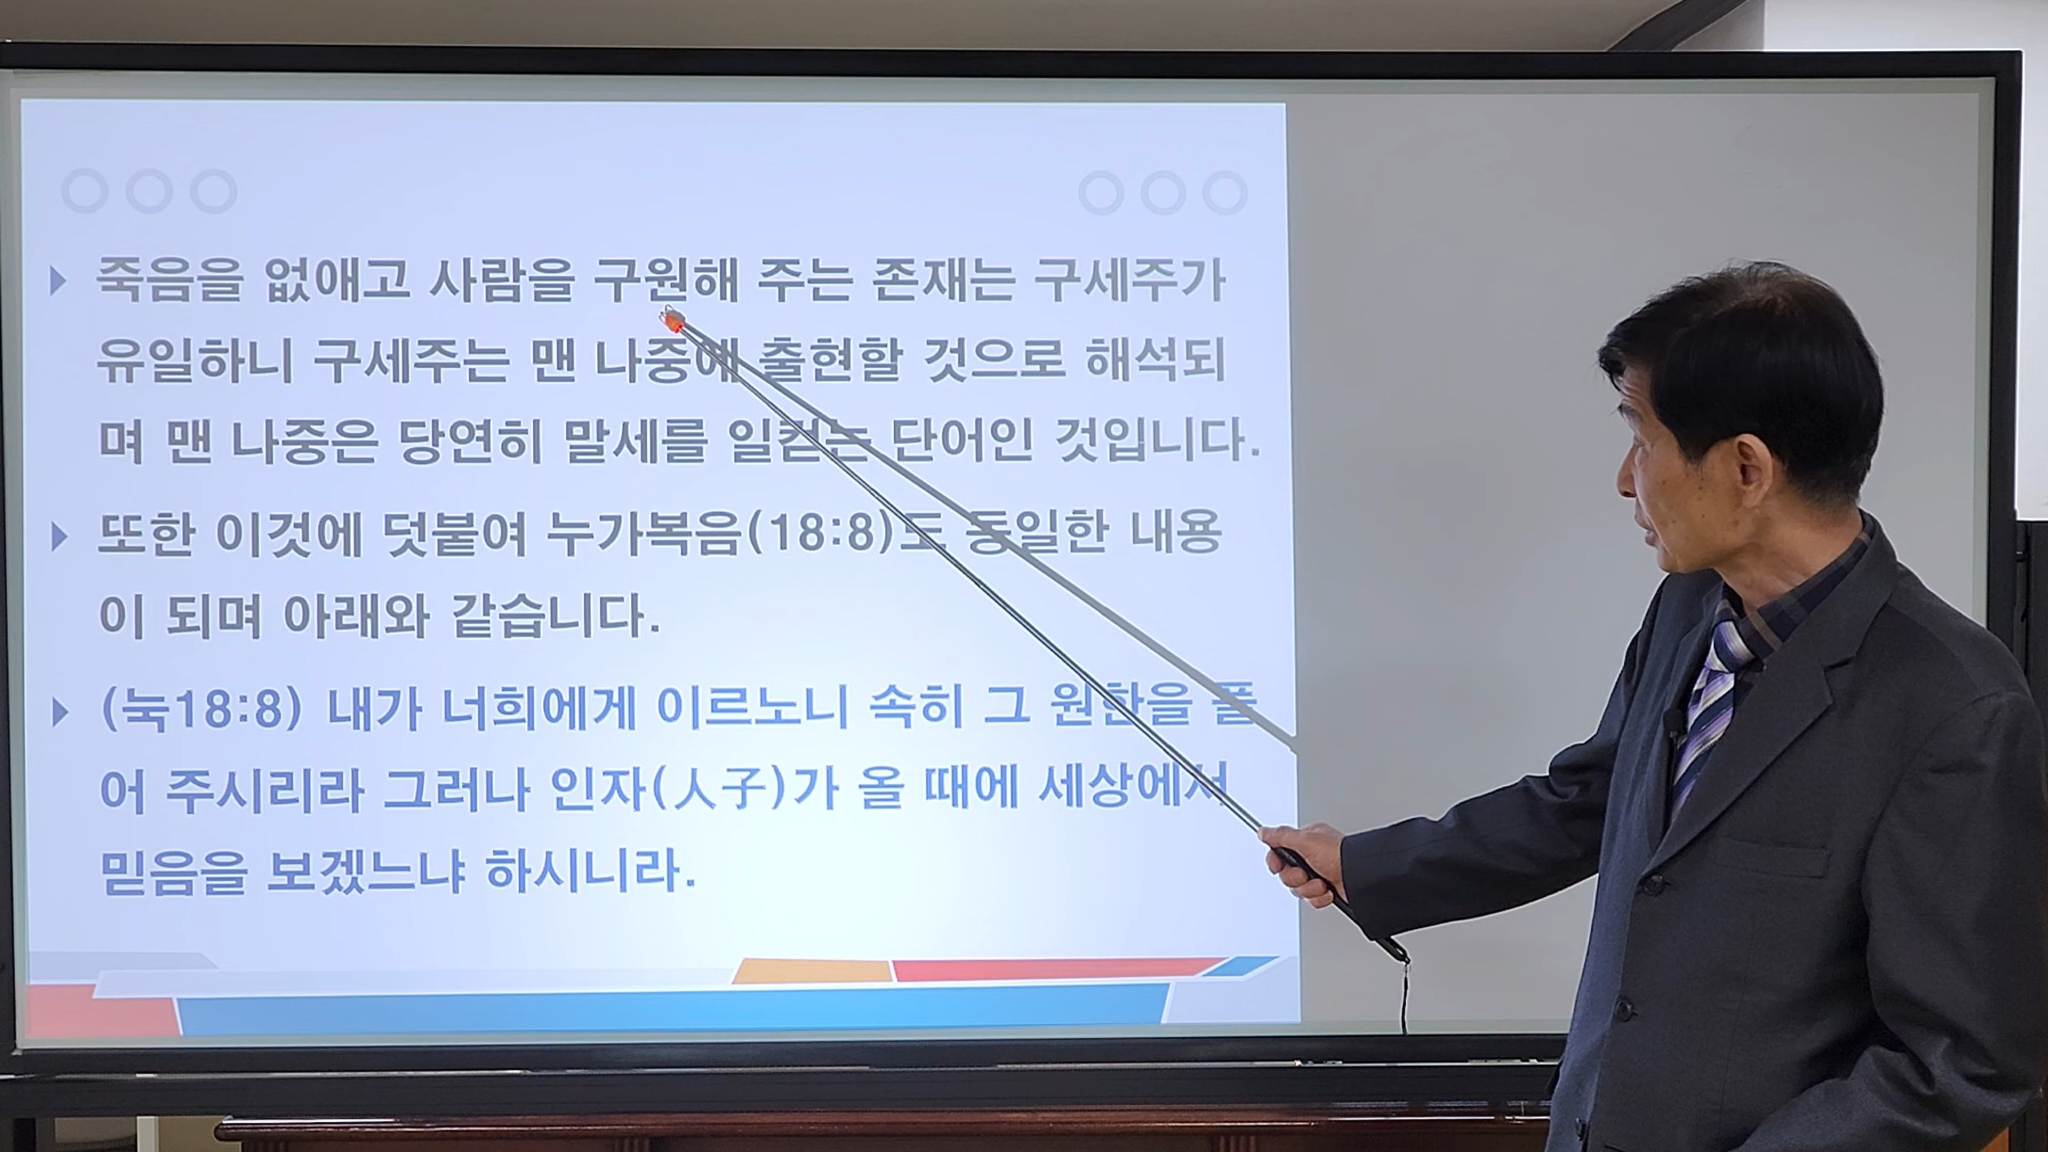 죽음을 없애고 사람을 구원해 주는 존재는 구세주가
유일하니 구세주는 맨 나중에 출현할 것으로 해석되
며 맨 나중은 당연히 말세를 일컫는 단어인 것입니다.
또한 이것에 덧붙여 누가복음(18:8)도 동일한 내용
이 되며 아래와 같습니다.
(눅18:8) 내가 너희에게 이르노니 속히 그 원한을 풀
어 주시리라 그러나 인자(人子)가 올 때에 세상에서
믿음을 보겠느냐 하시니라.